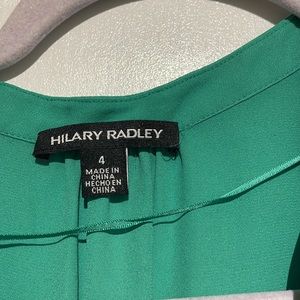 HILARY RADLEY
4
MADE IN
CHINA
HECHO EN
CHINA